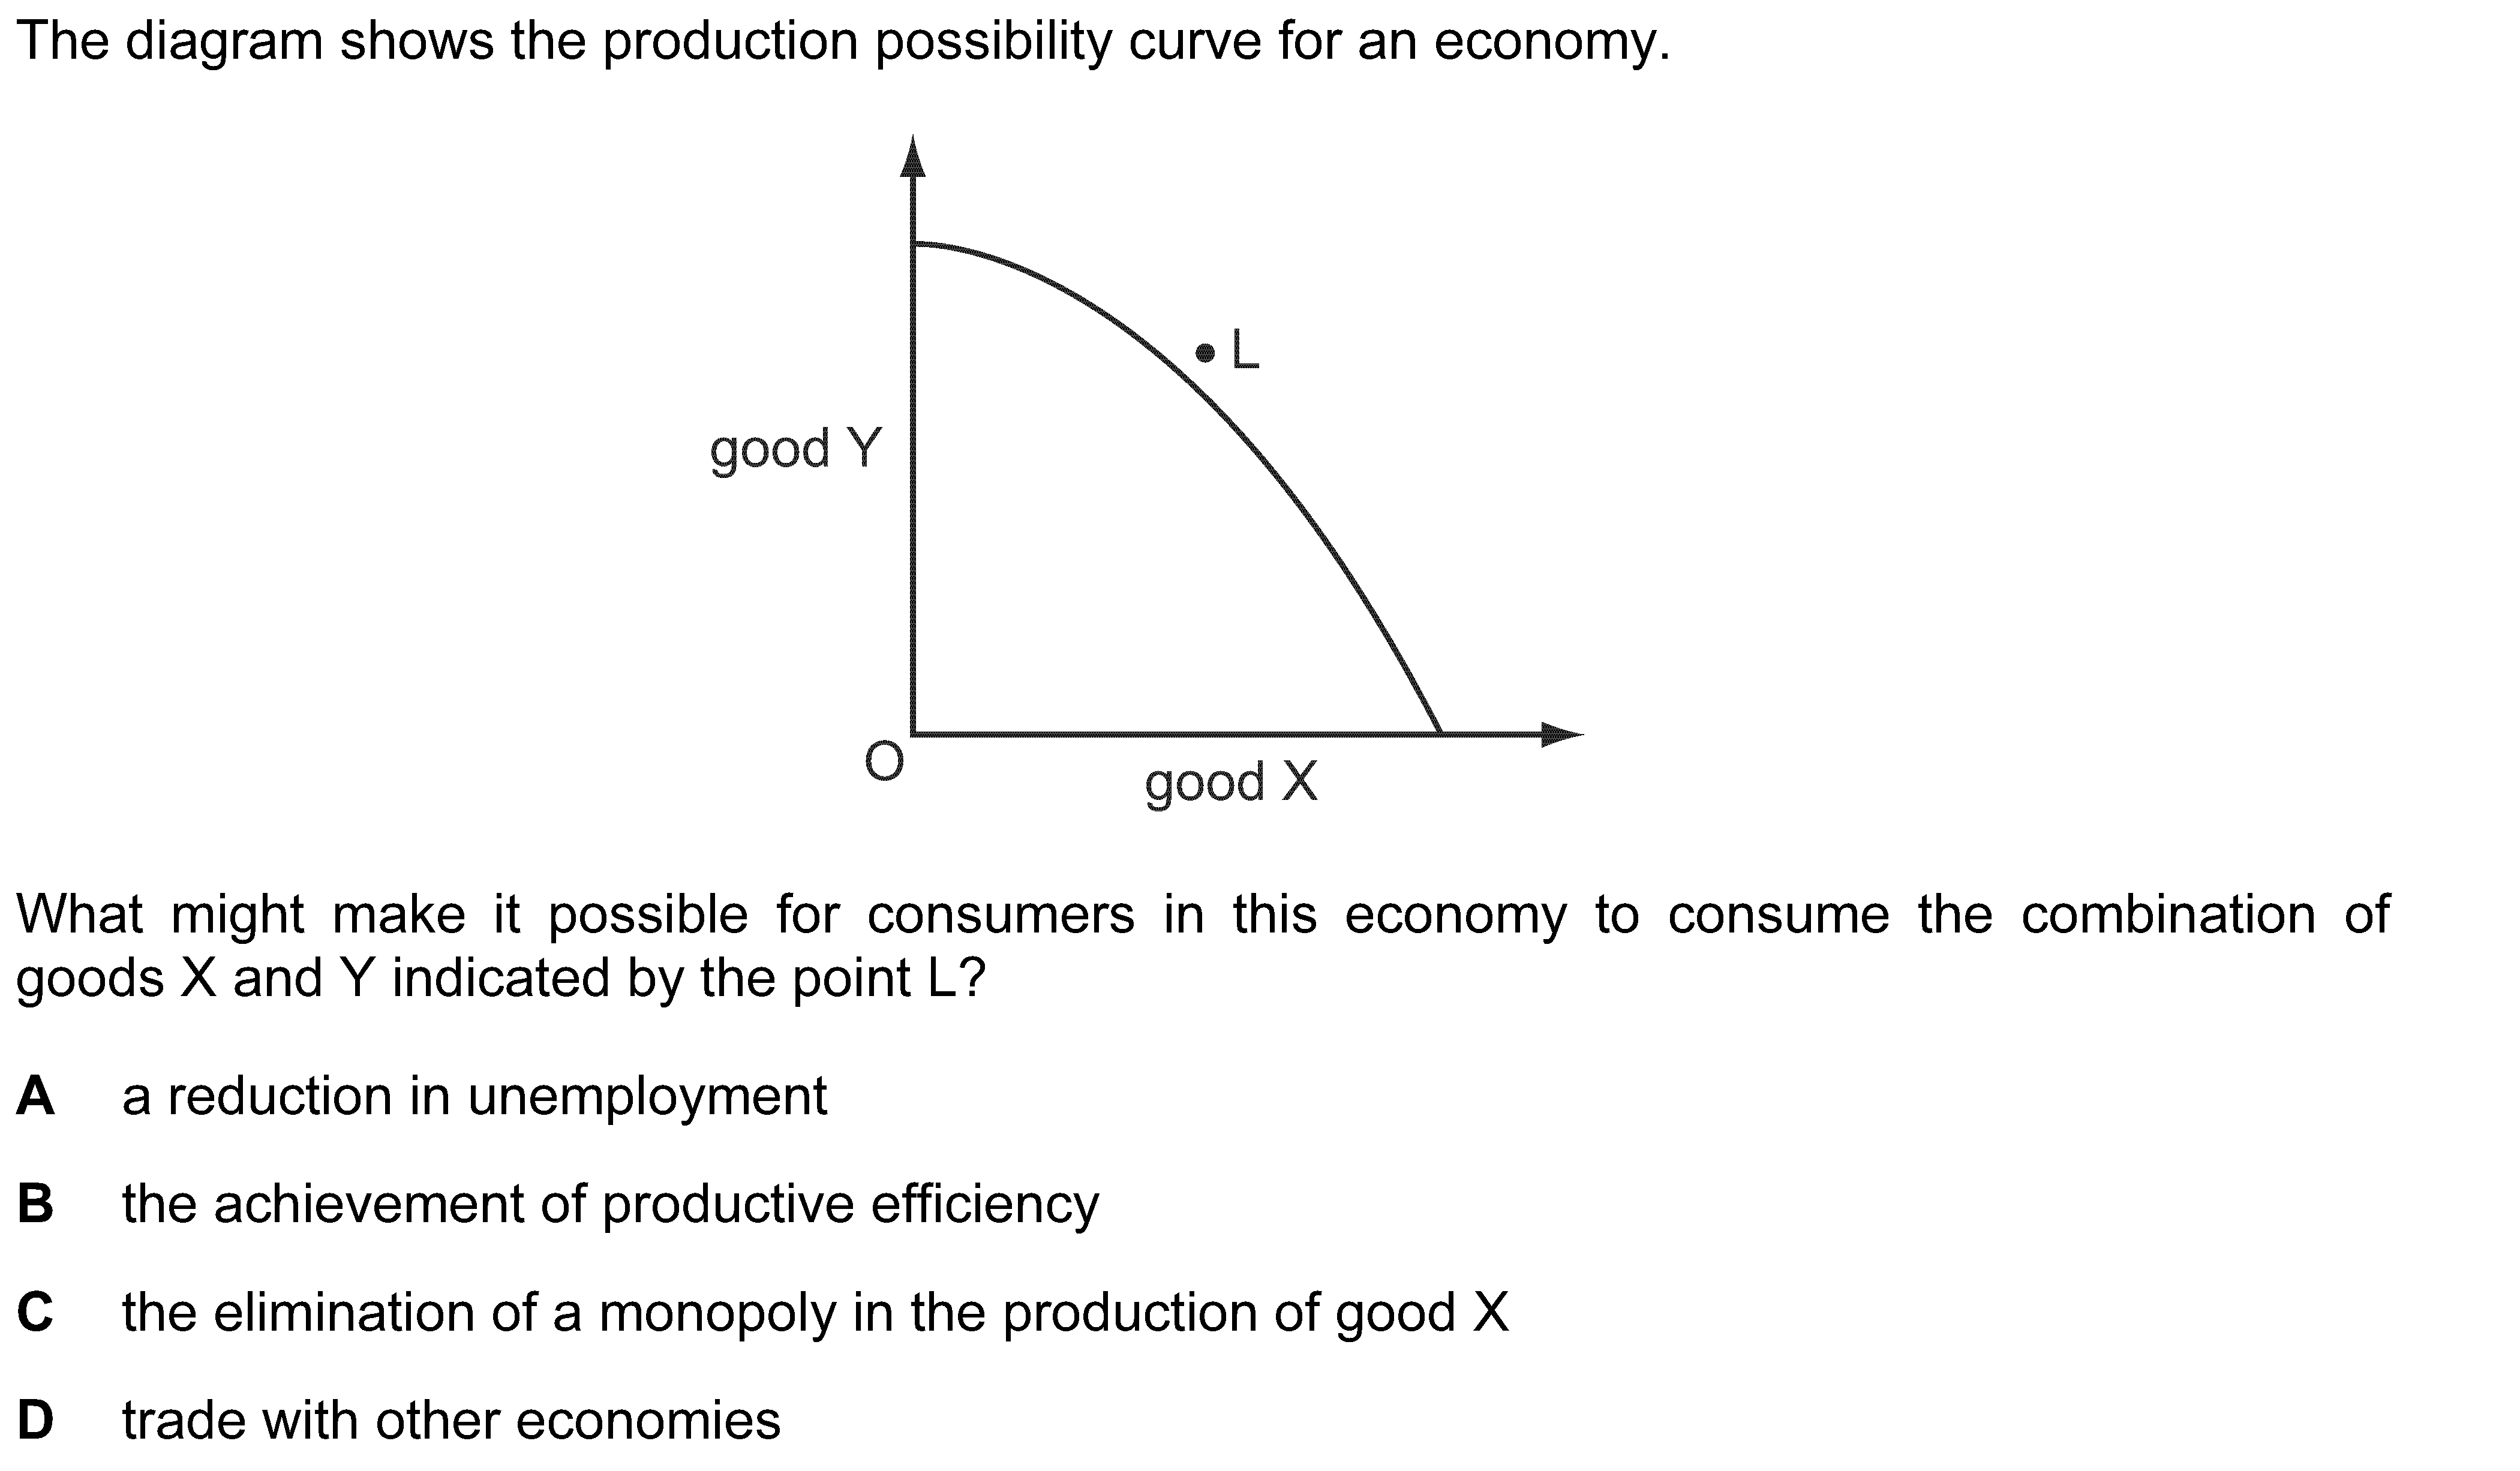 The diagram shows the production possibility curve for an economy.
L
good Y
O
good X
What might make it possible for consumers in this economy to consume the combination of
goods X and Y indicated by the point L?
A a reduction in unemployment
B the achievement of productive efficiency
C the elimination of a monopoly in the production of good X
D trade with other economies